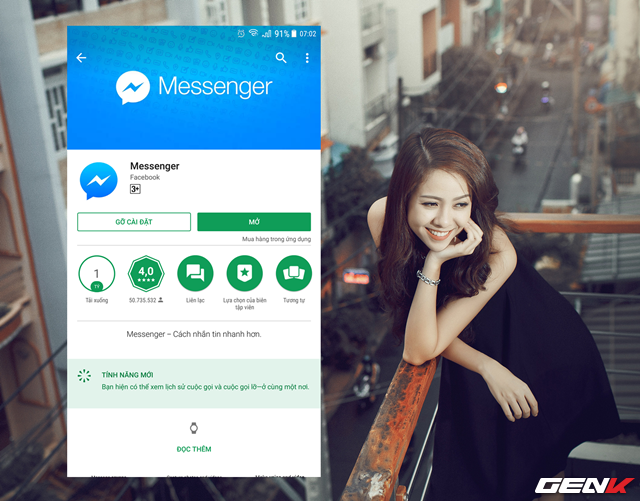 91% 07:02
Messenger
Messenger
Facebook
3+
GỠ CÀI ĐẶT
MỞ
Mua hàng trong ứng dụng
1
TỶ
4,0
Tải xuống
50.735.532
Liên lạc
Lựa chọn của biên
tập viên
Tương tự
Messenger – Cách nhắn tin nhanh hơn.
TÍNH NĂNG MỚI
Bạn hiện có thể xem lịch sử cuộc gọi và cuộc gọi lỡ—ở cùng một nơi.
ĐỌC THÊM
GENK